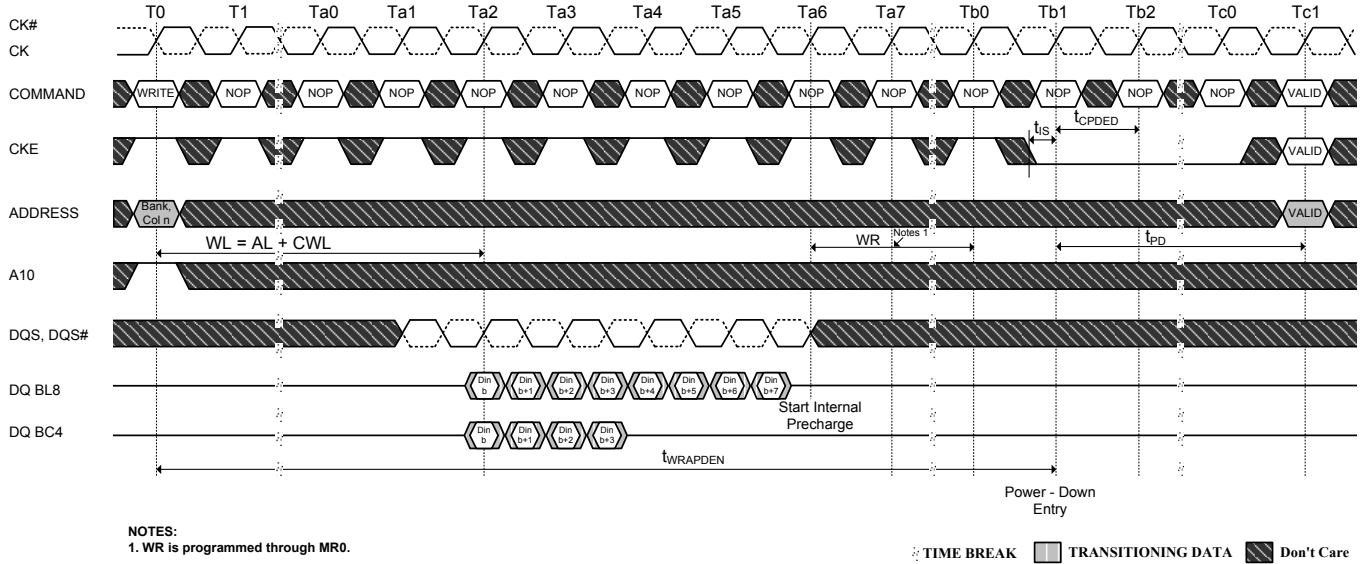 T0 T1 Ta0 Ta1 Ta2 Ta3 Ta4 Ta5 Ta6 Ta7 Tb0 Tb1 Tb2 Tc0 Tc1
CK#
CK
COMMAND WRITE NOP NOP NOP NOP NOP NOP NOP NOP NOP NOP NOP NOP NOP VALID
tIS tCPDED
CKE VALID
ADDRESS Bank, Col n VALID
WL = AL + CWL WR Notes 1 tPD
A10
DQS, DQS#
DQ BL8 Din b Din b+1 Din b+2 Din b+3 Din b+4 Din b+5 Din b+6 Din b+7
Start Internal
Precharge
DQ BC4 Din b Din b+1 Din b+2 Din b+3
tWRAPDEN
Power - Down
Entry
NOTES:
1. WR is programmed through MR0.
TIME BREAK TRANSITIONING DATA Don't Care